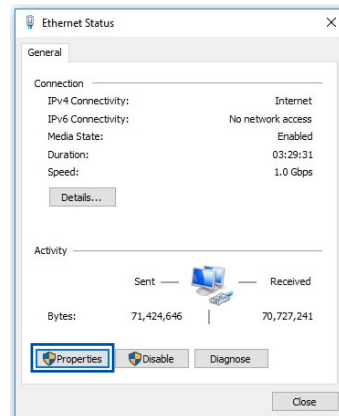 Ethernet Status
General
Connection
IPv4 Connectivity: Internet
IPv6 Connectivity: No network access
Media State: Enabled
Duration: 03:29:31
Speed: 1.0 Gbps
Details...
Activity
Sent Received
Bytes: 71,424,646 70,727,241
Properties Disable Diagnose
Close